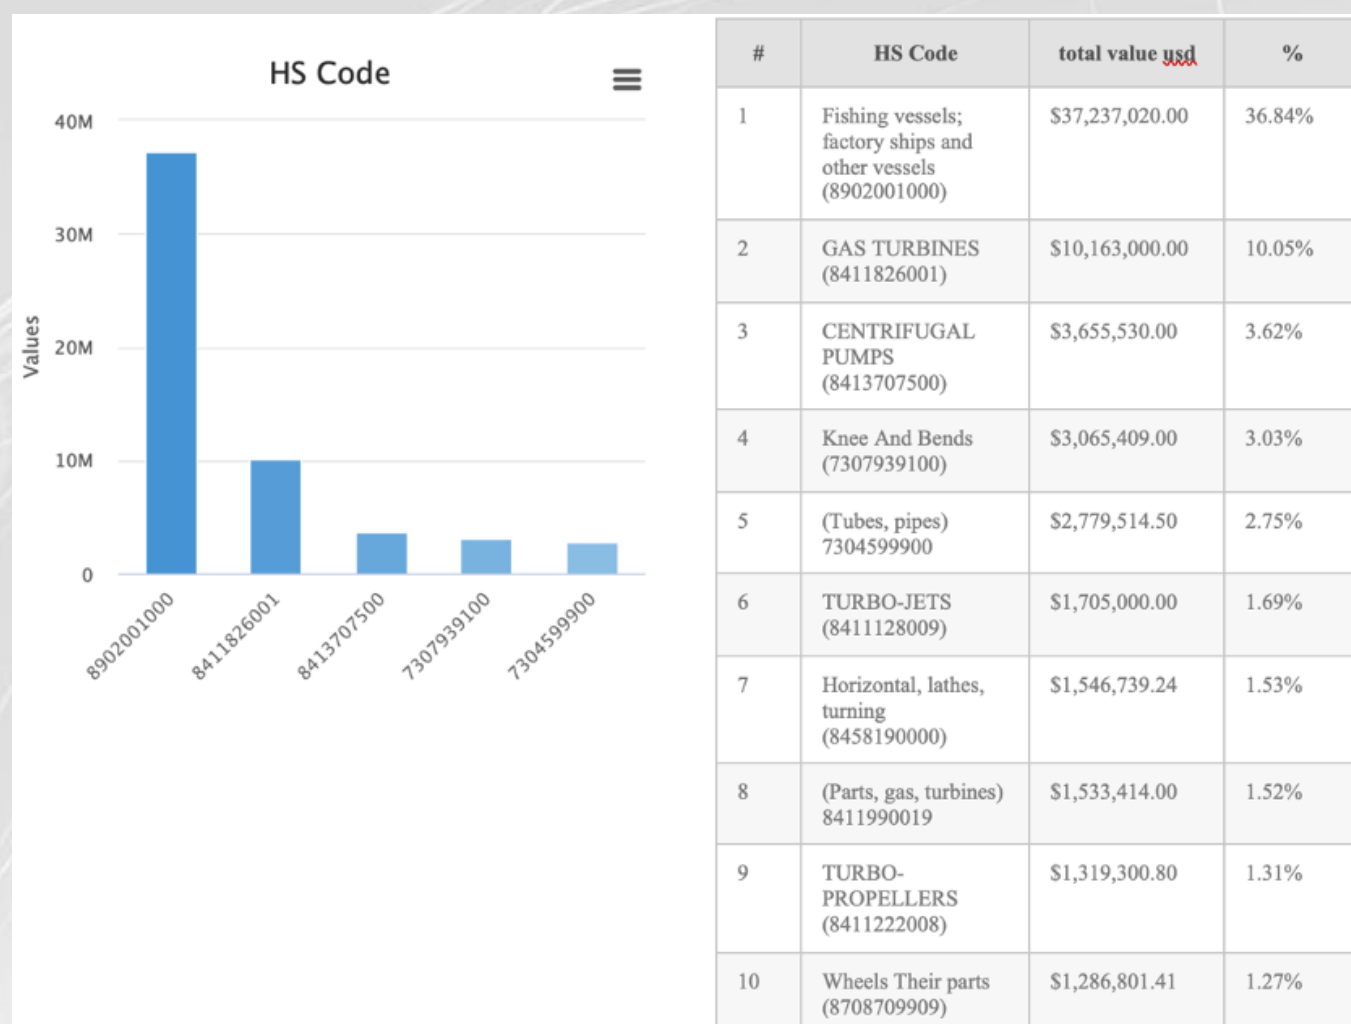 HS Code
40M
30M
20M
10M
0
Values
8902001000
8411826001
8413707500
7307939100
7304599900
# HS Code total value usd %
1 Fishing vessels; $37,237,020.00 36.84%
factory ships and
other vessels
(8902001000)
2 GAS TURBINES $10,163,000.00 10.05%
(8411826001)
3 CENTRIFUGAL $3,655,530.00 3.62%
PUMPS
(8413707500)
4 Knee And Bends $3,065,409.00 3.03%
(7307939100)
5 (Tubes, pipes) $2,779,514.50 2.75%
7304599900
6 TURBO-JETS $1,705,000.00 1.69%
(8411128009)
7 Horizontal, lathes, $1,546,739.24 1.53%
turning
(8458190000)
8 (Parts, gas, turbines) $1,533,414.00 1.52%
8411990019
9 TURBO- $1,319,300.80 1.31%
PROPELLERS
(8411222008)
10 Wheels Their parts $1,286,801.41 1.27%
(8708709909)